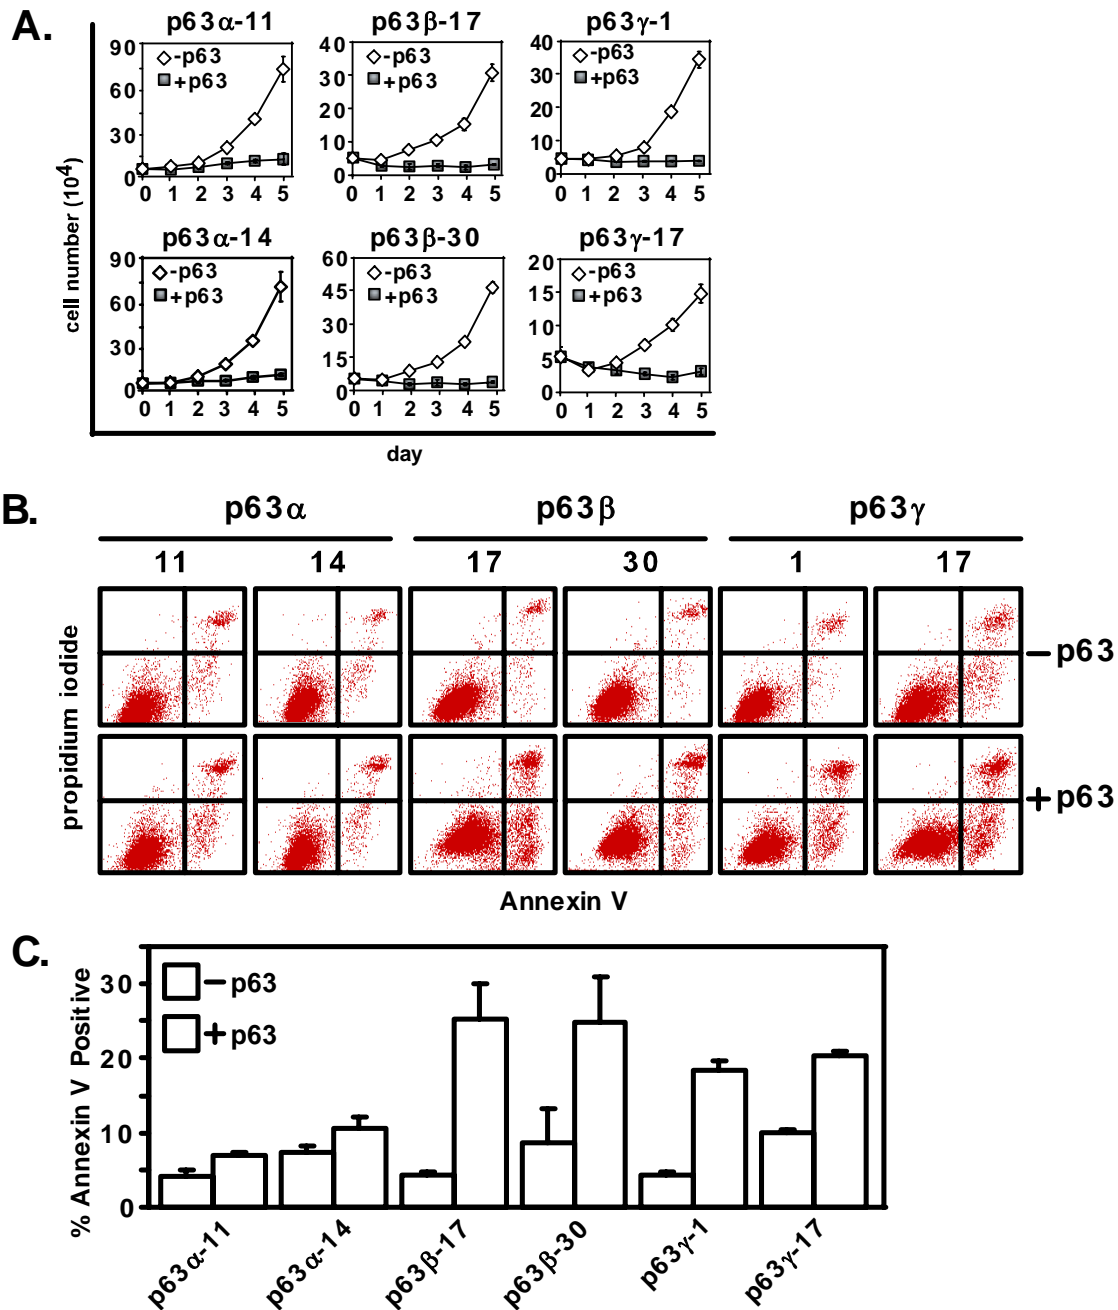 A.
p63α-11 p63β-17 p63γ-1
90 60 30 0
-p63
+p63
0 1 2 3 4 5
40 30 20 10 0
-p63
+p63
0 1 2 3 4 5
40 30 20 10 0
-p63
+p63
0 1 2 3 4 5
cell number (10⁴)
p63α-14 p63β-30 p63γ-17
90 60 30 0
-p63
+p63
0 1 2 3 4 5
60 45 30 15 0
-p63
+p63
0 1 2 3 4 5
20 15 10 5 0
-p63
+p63
0 1 2 3 4 5
day
B.
p63α p63β p63γ
11 14 17 30 1 17
propidium iodide
– p63
+ p63
Annexin V
C.
% Annexin V Positive
30
20
10
0
– p63
+ p63
p63α-11 p63α-14 p63β-17 p63β-30 p63γ-1 p63γ-17